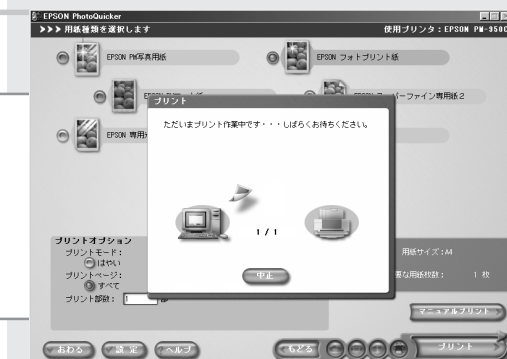 EPSON PhotoQuicker
>>> 用紙種類を選択します
使用プリンタ：EPSON PM-950C
EPSON PM写真用紙
EPSON フォトプリント紙
ーファイン専用紙２
EPSON 専用
プリント
ただいまプリント作業中です・・・しばらくお待ちください。
1 / 1
中止
プリントオプション
プリントモード：
はい
プリントページ：
すべて
プリント部数： 1
用紙サイズ：A4
要な用紙枚数： 1 枚
マニュアルプリント
おわる
設 定
ヘルプ
もどる
プリント